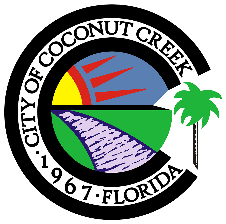 CITY OF COCONUT CREEK
· 1967 · FLORIDA